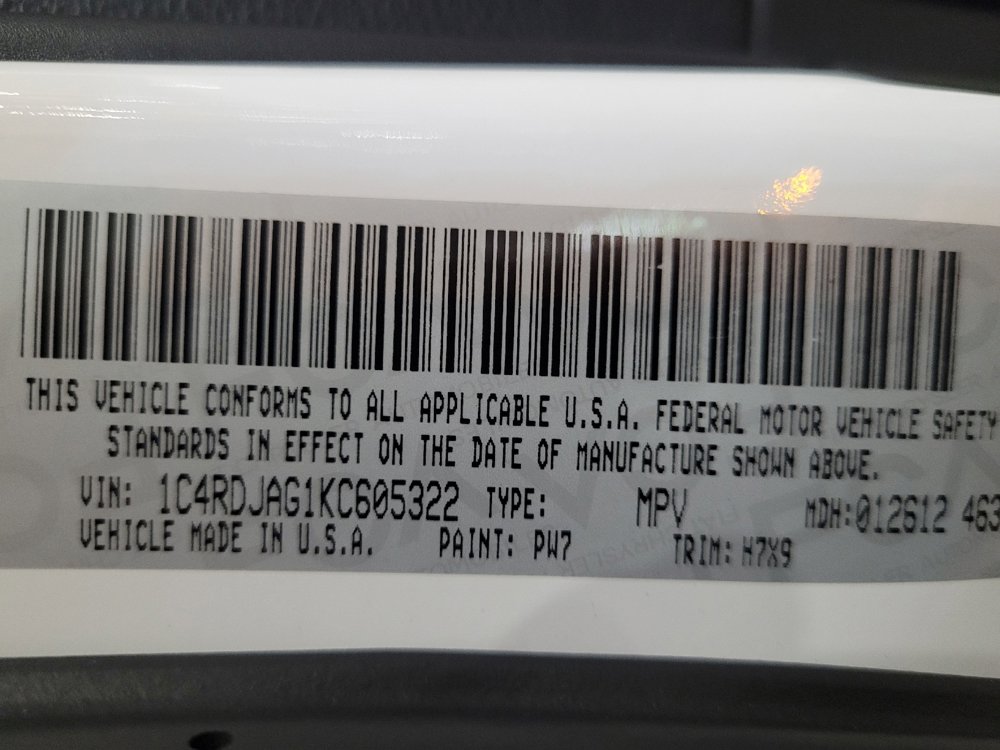 THIS VEHICLE CONFORMS TO ALL APPLICABLE U.S.A. FEDERAL MOTOR VEHICLE SAFETY
STANDARDS IN EFFECT ON THE DATE OF MANUFACTURE SHOWN ABOVE.
VIN: 1C4RDJAG1KC605322 TYPE: MPV MDH:012612 463
VEHICLE MADE IN U.S.A. PAINT: PW7 TRIM: H7X9